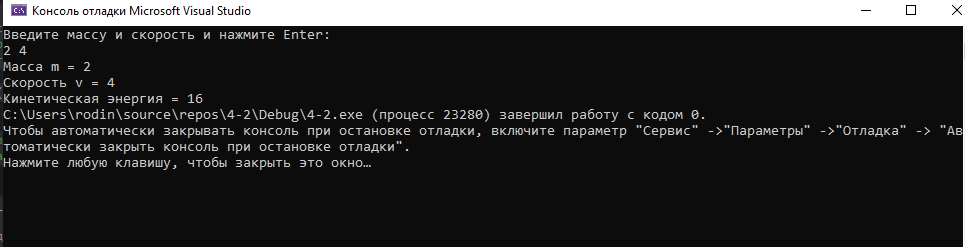 Консоль отладки Microsoft Visual Studio
Введите массу и скорость и нажмите Enter:
2 4
Масса m = 2
Скорость v = 4
Кинетическая энергия = 16
C:\Users\rodin\source\repos\4-2\Debug\4-2.exe (процесс 23280) завершил работу с кодом 0.
Чтобы автоматически закрывать консоль при остановке отладки, включите параметр "Сервис" ->"Параметры" ->"Отладка" -> "Ав
томатически закрыть консоль при остановке отладки".
Нажмите любую клавишу, чтобы закрыть это окно…